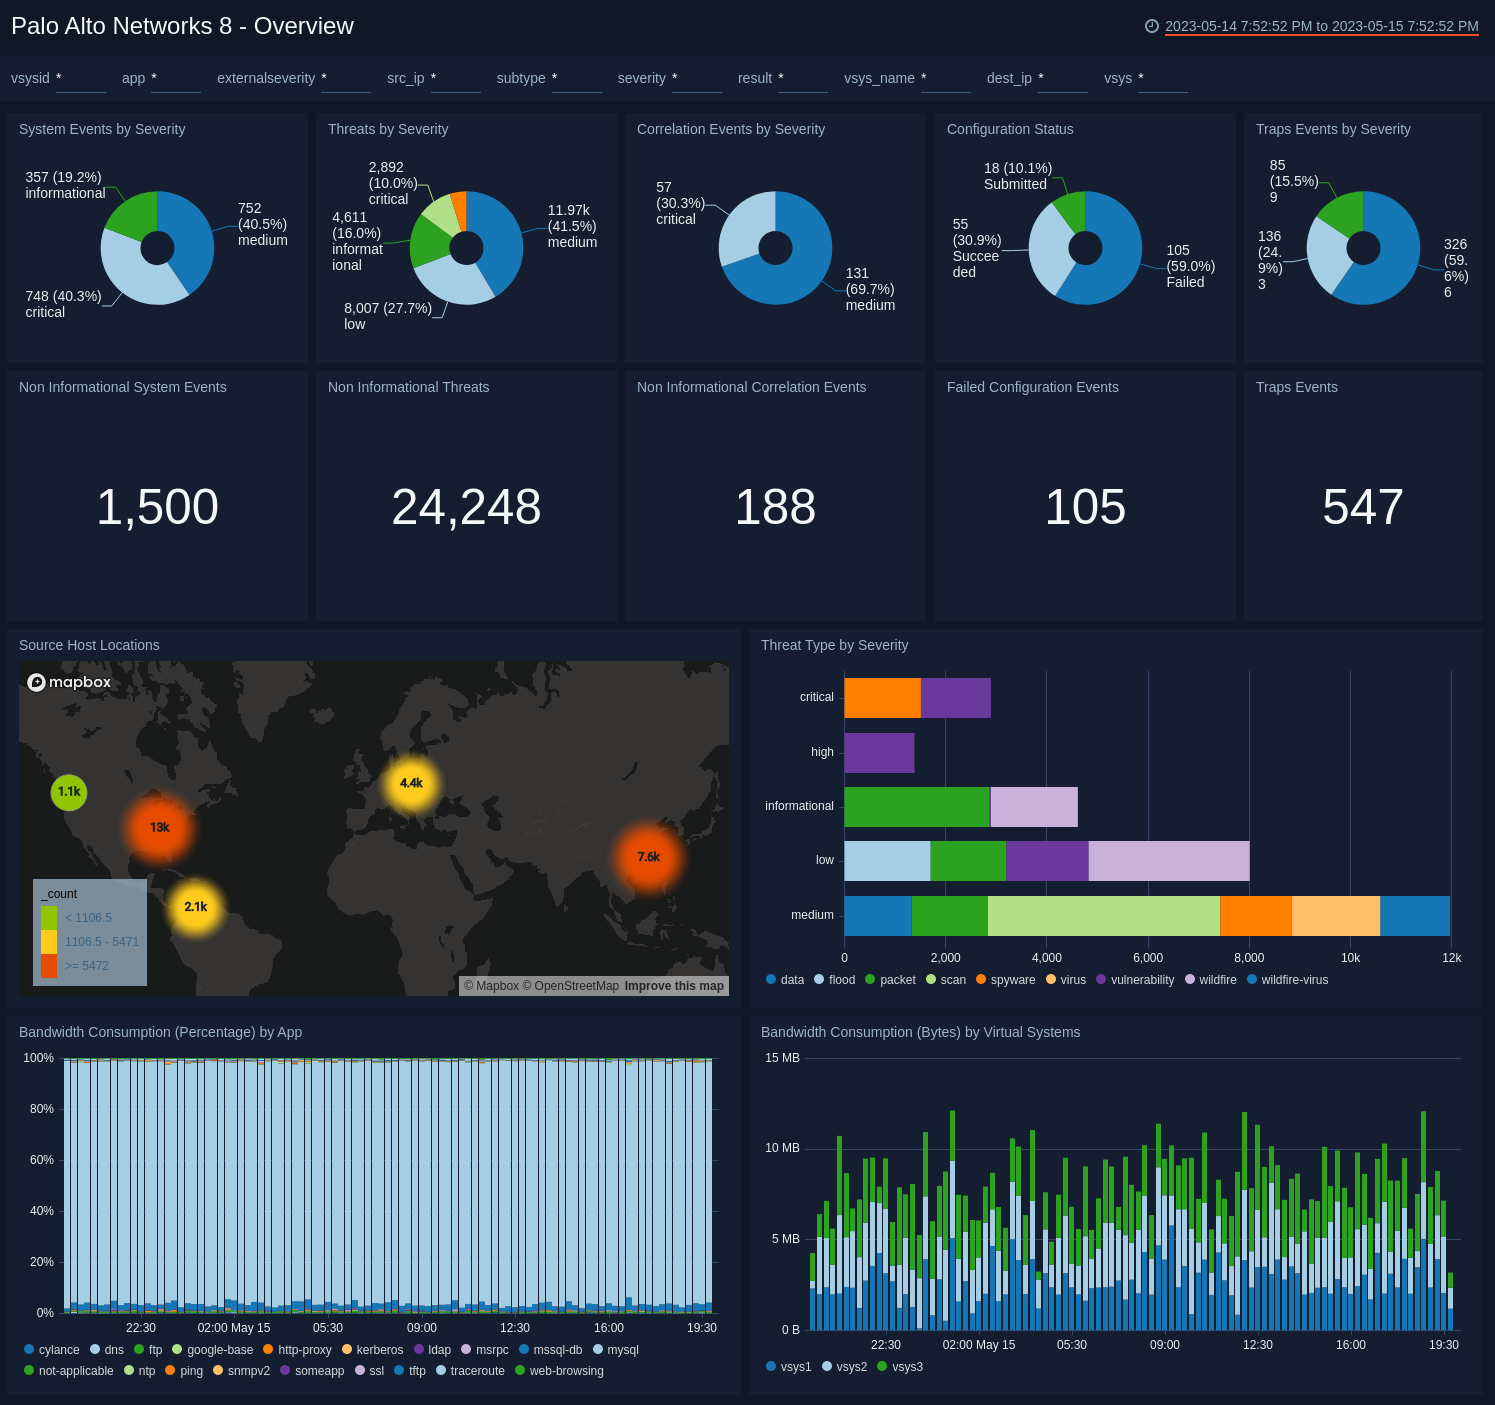 Palo Alto Networks 8 - Overview
2023-05-14 7:52:52 PM to 2023-05-15 7:52:52 PM
vsysid * app * externalseverity * src_ip * subtype * severity * result * vsys_name * dest_ip * vsys *
System Events by Severity
357 (19.2%)
informational
752
(40.5%)
medium
748 (40.3%)
critical
Threats by Severity
2,892
(10.0%)
critical
4,611
(16.0%)
informat
ional
11.97k
(41.5%)
medium
8,007 (27.7%)
low
Correlation Events by Severity
57
(30.3%)
critical
131
(69.7%)
medium
Configuration Status
18 (10.1%)
Submitted
55
(30.9%)
Succee
ded
105
(59.0%)
Failed
Traps Events by Severity
85
(15.5%)
9
136
(24.
9%)
3
326
(59.
6%)
6
Non Informational System Events
1,500
Non Informational Threats
24,248
Non Informational Correlation Events
188
Failed Configuration Events
105
Traps Events
547
Source Host Locations
mapbox
1.1k
13k
4.4k
7.6k
2.1k
_count
< 1106.5
1106.5 - 5471
>= 5472
© Mapbox © OpenStreetMap Improve this map
Threat Type by Severity
critical
high
informational
low
medium
0 2,000 4,000 6,000 8,000 10k 12k
data flood packet scan spyware virus vulnerability wildfire wildfire-virus
Bandwidth Consumption (Percentage) by App
100%
80%
60%
40%
20%
0%
22:30 02:00 May 15 05:30 09:00 12:30 16:00 19:30
cylance dns ftp google-base http-proxy kerberos ldap msrpc mssql-db mysql
not-applicable ntp ping snmpv2 someapp ssl tftp traceroute web-browsing
Bandwidth Consumption (Bytes) by Virtual Systems
15 MB
10 MB
5 MB
0 B
22:30 02:00 May 15 05:30 09:00 12:30 16:00 19:30
vsys1 vsys2 vsys3